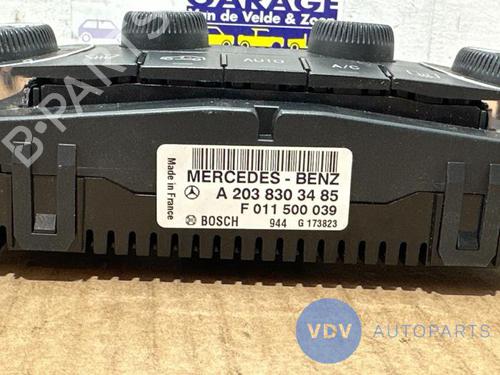 GARAGE
Van de Velde & Zoon
AUTO
A/C
B-PARTS
MERCEDES - BENZ
A 203 830 34 85
F 011 500 039
BOSCH 944 G 173823
Made in France
VDV AUTOPARTS